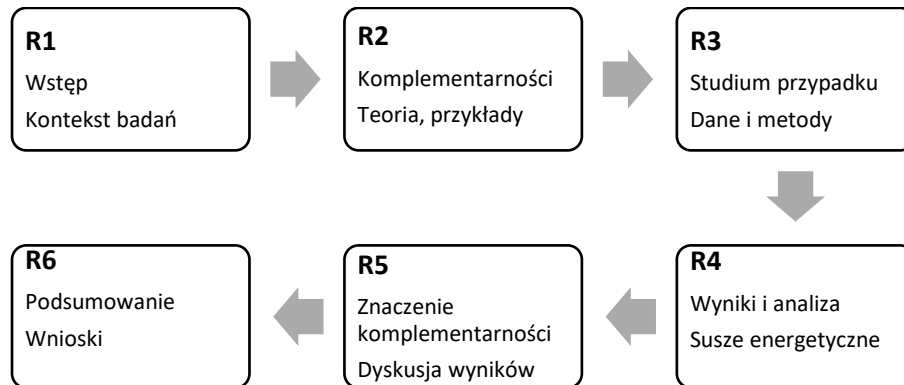 R1
Wstęp
Kontekst badań
R2
Komplementarności
Teoria, przykłady
R3
Studium przypadku
Dane i metody
R4
Wyniki i analiza
Susze energetyczne
R5
Znaczenie
komplementarności
Dyskusja wyników
R6
Podsumowanie
Wnioski